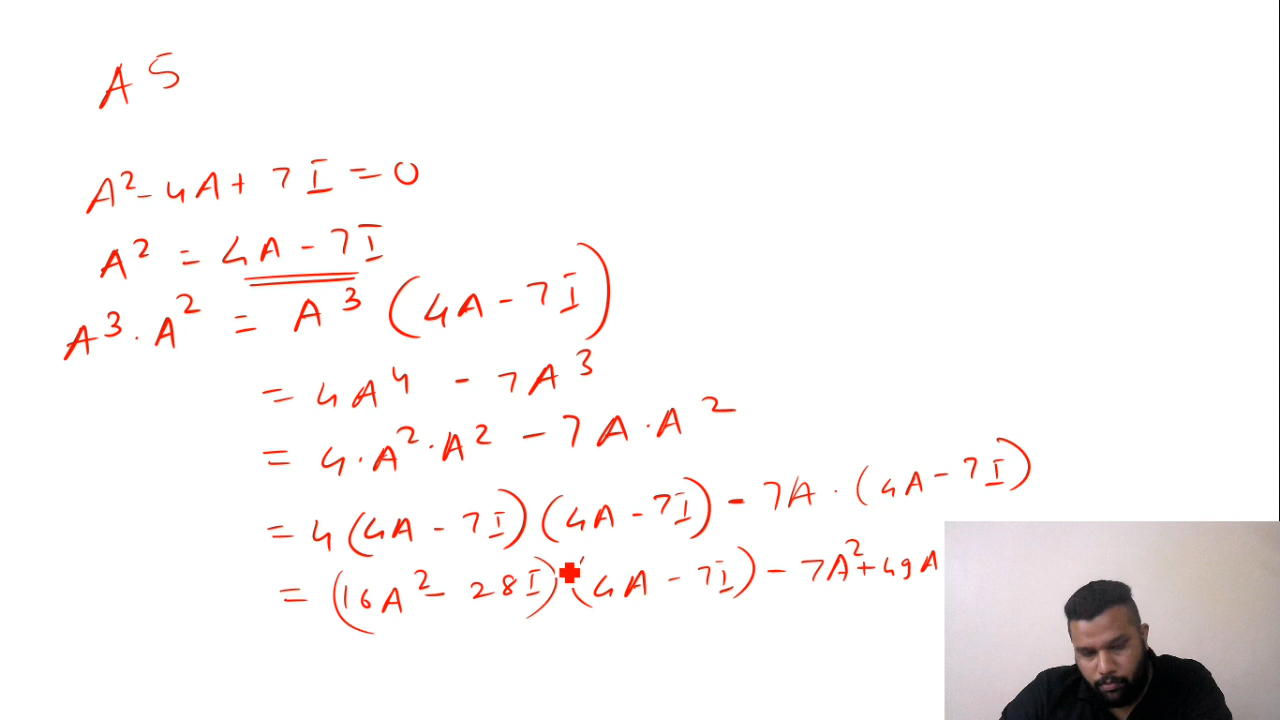 A 5
A² - 4A + 7I = 0
A² = 4A - 7I
A³ . A² = A³ (4A - 7I)
= 4A⁴ - 7A³
= 4 . A² . A² - 7A . A²
= 4 (4A - 7I) (4A - 7I) - 7A . (4A - 7I)
= (16A² - 28I) (4A - 7I) - 7A² + 49A